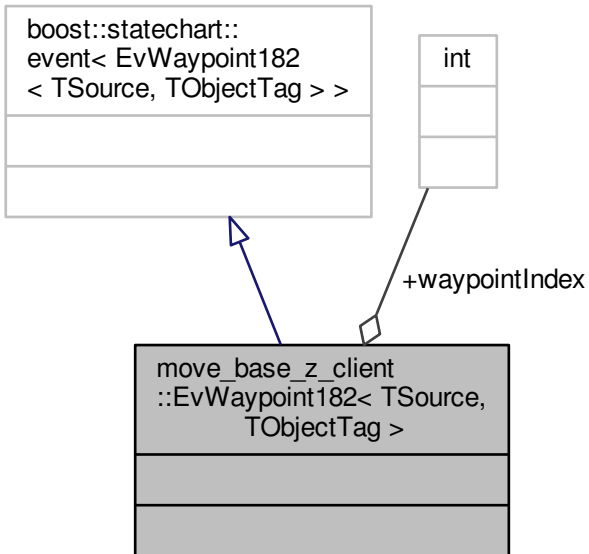 boost::statechart::
event< EvWaypoint182
< TSource, TObjectTag > >
int
+waypointIndex
move_base_z_client
::EvWaypoint182< TSource,
TObjectTag >